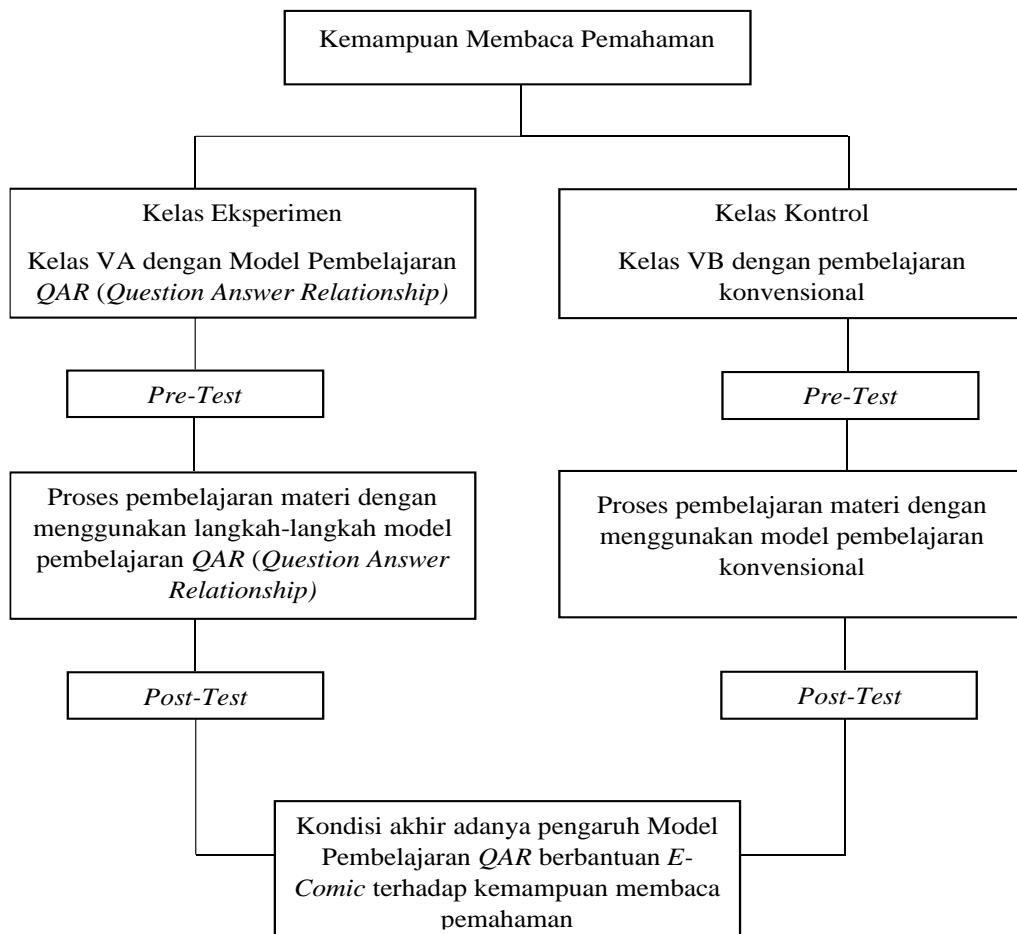 Kemampuan Membaca Pemahaman
Kelas Eksperimen
Kelas VA dengan Model Pembelajaran
QAR (Question Answer Relationship)
Kelas Kontrol
Kelas VB dengan pembelajaran
konvensional
Pre-Test
Pre-Test
Proses pembelajaran materi dengan
menggunakan langkah-langkah model
pembelajaran QAR (Question Answer
Relationship)
Proses pembelajaran materi dengan
menggunakan model pembelajaran
konvensional
Post-Test
Post-Test
Kondisi akhir adanya pengaruh Model
Pembelajaran QAR berbantuan E-
Comic terhadap kemampuan membaca
pemahaman